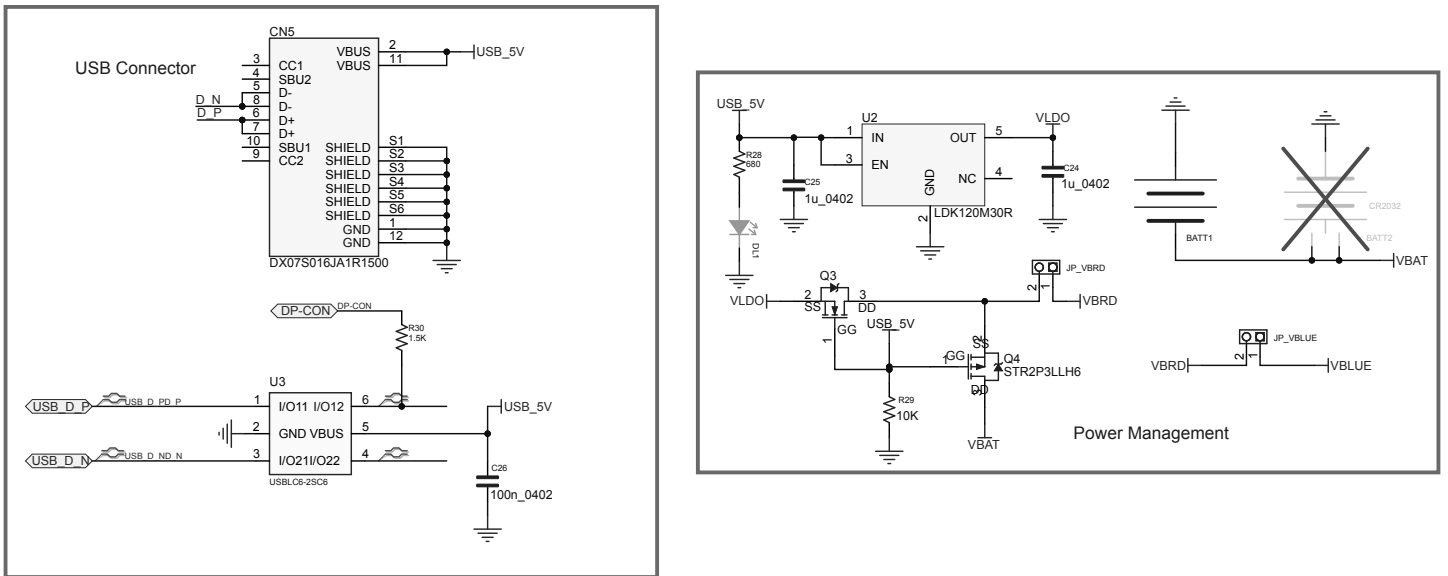 CN5
USB Connector
VBUS 2
VBUS 11
USB_5V
3 CC1
4 SBU2
5 D-
D_N 8 D-
D_P 6 D+
7 D+
10 SBU1
9 CC2
SHIELD S1
SHIELD S2
SHIELD S3
SHIELD S4
SHIELD S5
SHIELD S6
GND 1
GND 12
DX07S016JA1R1500
DP-CON DP-CON
R30
1.5K
U3
USB_D_P USB_D_PD_P 1 I/O11 I/O12 6
2 GND VBUS 5 USB_5V
USB_D_N USB_D_ND_N 3 I/O21I/O22 4
USBLC6-2SC6
C26
100n_0402
USB_5V
U2
VLDO
1 IN OUT 5
3 EN
GND
NC 4
2
LDK120M30R
R28
680
C25
1u_0402
C24
1u_0402
DL1
BATT1
CR2032
BATT2
VBAT
Q3
VLDO 2 3
SS DD
GG
1
USB_5V
JP_VBRD
2 1
VBRD
GG 1
2 SS
Q4
STR2P3LLH6
DD 3
R29
10K
VBAT
JP_VBLUE
VBRD 2 1 VBLUE
Power Management